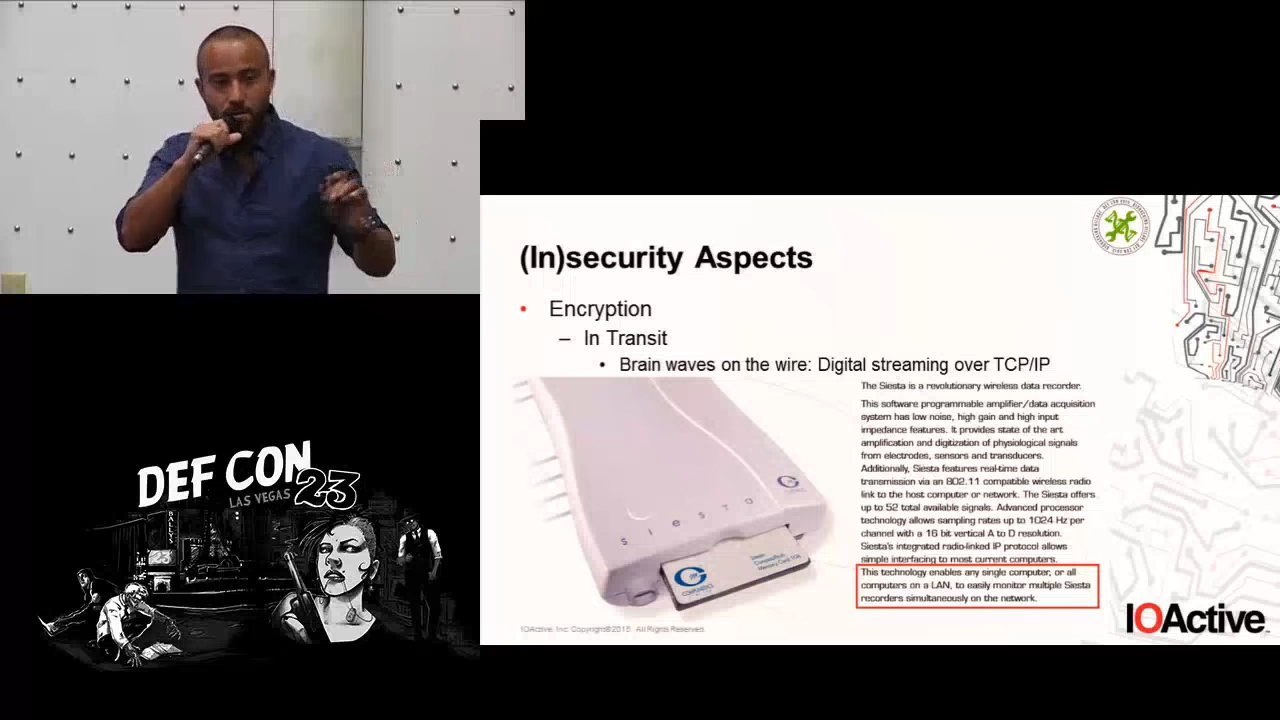 (In)security Aspects
• Encryption
– In Transit
• Brain waves on the wire: Digital streaming over TCP/IP
The Siesta is a revolutionary wireless data recorder.
This software programmable amplifier/data acquisition
system has low noise, high gain and high input
impedance features. It provides state of the art
amplification and digitization of physiological signals
from electrodes, sensors and transducers.
Additionally, Siesta features real-time data
transmission via an 802.11 compatible wireless radio
link to the host computer or network. The Siesta offers
up to 52 total available signals. Advanced processor
technology allows sampling rates up to 1024 Hz per
channel with a 16 bit vertical A to D resolution.
Siesta's integrated radio-linked IP protocol allows
simple interfacing to most current computers.
This technology enables any single computer, or all
computers on a LAN, to easily monitor multiple Siesta
recorders simultaneously on the network.
siesta
COMPUMEDICS
Memory Card
IOActive, Inc. Copyright ©2015. All Rights Reserved.
IOActive
DEF CON
LAS VEGAS 23
BALLYS